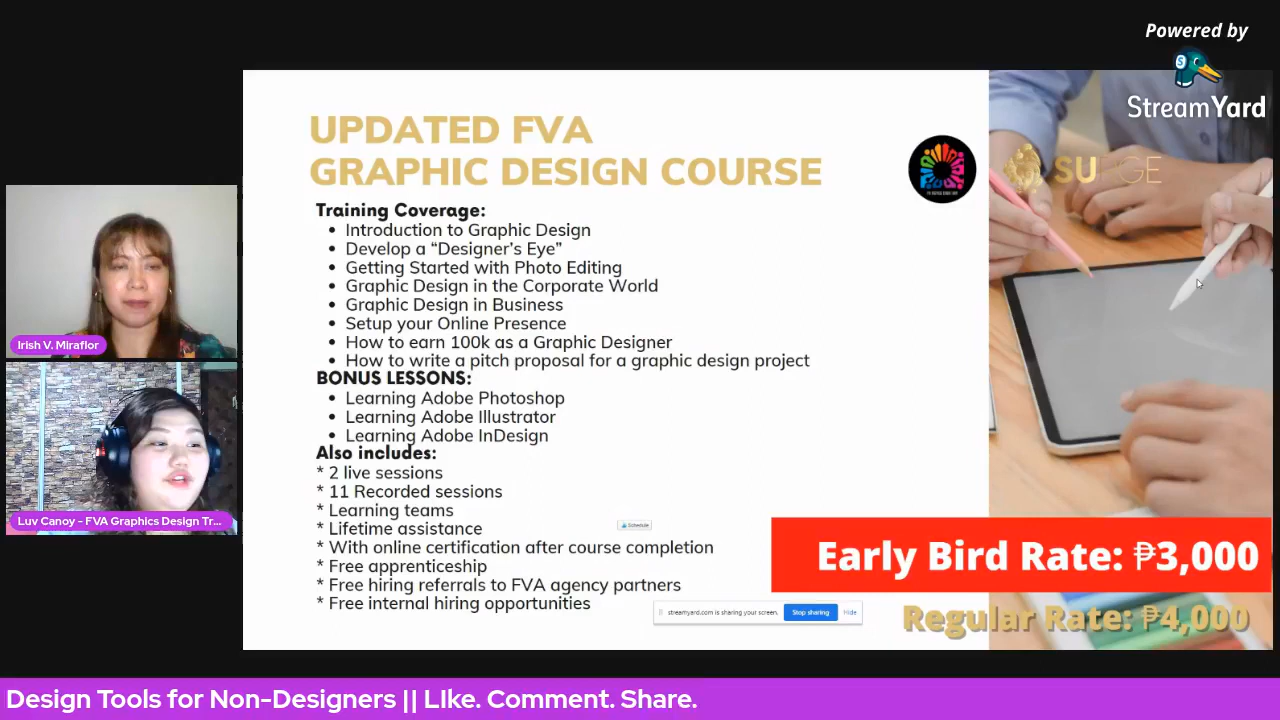 Powered by
StreamYard
UPDATED FVA
GRAPHIC DESIGN COURSE
SURGE
Training Coverage:
• Introduction to Graphic Design
• Develop a “Designer’s Eye”
• Getting Started with Photo Editing
• Graphic Design in the Corporate World
• Graphic Design in Business
• Setup your Online Presence
• How to earn 100k as a Graphic Designer
• How to write a pitch proposal for a graphic design project
BONUS LESSONS:
• Learning Adobe Photoshop
• Learning Adobe Illustrator
• Learning Adobe InDesign
Also includes:
* 2 live sessions
* 11 Recorded sessions
* Learning teams
* Lifetime assistance
* With online certification after course completion
* Free apprenticeship
* Free hiring referrals to FVA agency partners
* Free internal hiring opportunities
Schedule
streamyard.com is sharing your screen.
Stop sharing
Hide
Early Bird Rate: ₱3,000
Regular Rate: ₱4,000
Irish V. Miraflor
Luv Canoy - FVA Graphics Design Tr...
Design Tools for Non-Designers || LIke. Comment. Share.